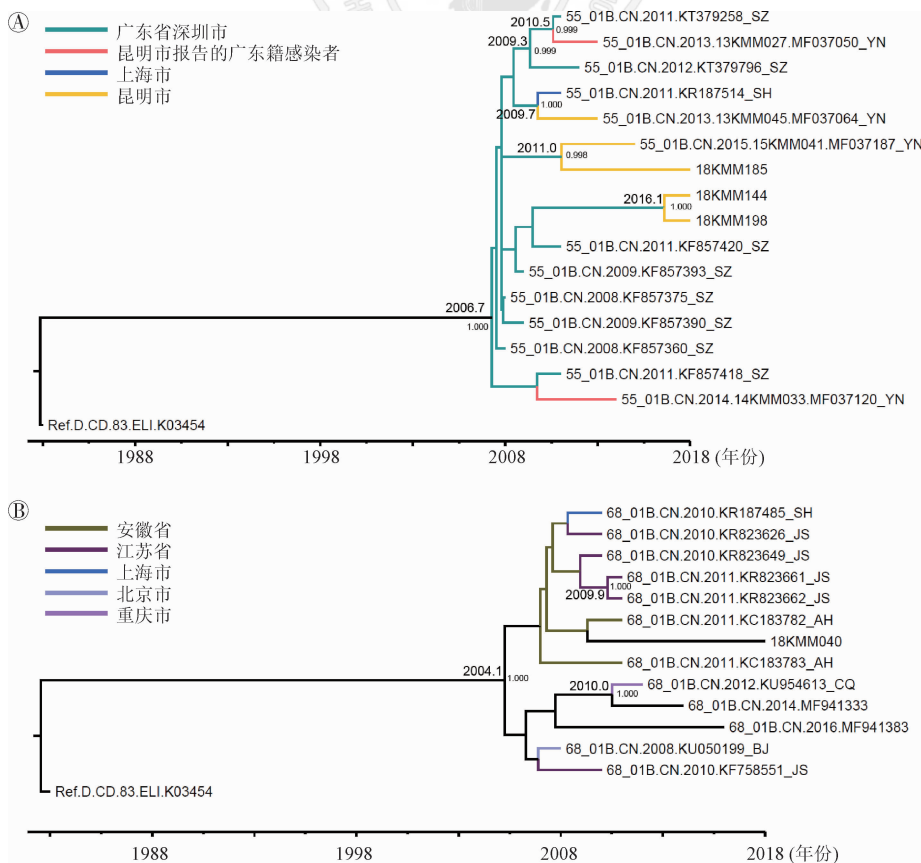 A
广东省深圳市
昆明市报告的广东籍感染者
上海市
昆明市
2010.5
55_01B.CN.2011.KT379258_SZ
0.999
55_01B.CN.2013.13KMM027.MF037050_YN
2009.3
0.999
55_01B.CN.2012.KT379796_SZ
55_01B.CN.2011.KR187514_SH
1.000
2009.7
55_01B.CN.2013.13KMM045.MF037064_YN
55_01B.CN.2015.15KMM041.MF037187_YN
2011.0
0.998
18KMM185
18KMM144
2016.1
1.000
18KMM198
55_01B.CN.2011.KF857420_SZ
55_01B.CN.2009.KF857393_SZ
55_01B.CN.2008.KF857375_SZ
2006.7
1.000
55_01B.CN.2009.KF857390_SZ
55_01B.CN.2008.KF857360_SZ
55_01B.CN.2011.KF857418_SZ
55_01B.CN.2014.14KMM033.MF037120_YN
Ref.D.CD.83.ELI.K03454
1988 1998 2008 2018 (年份)
B
安徽省
江苏省
上海市
北京市
重庆市
68_01B.CN.2010.KR187485_SH
68_01B.CN.2010.KR823626_JS
68_01B.CN.2010.KR823649_JS
68_01B.CN.2011.KR823661_JS
1.000
2009.9
68_01B.CN.2011.KR823662_JS
68_01B.CN.2011.KC183782_AH
18KMM040
68_01B.CN.2011.KC183783_AH
2004.1
1.000
2010.0
68_01B.CN.2012.KU954613_CQ
1.000
68_01B.CN.2014.MF941333
68_01B.CN.2016.MF941383
68_01B.CN.2008.KU050199_BJ
68_01B.CN.2010.KF758551_JS
Ref.D.CD.83.ELI.K03454
1988 1998 2008 2018 (年份)